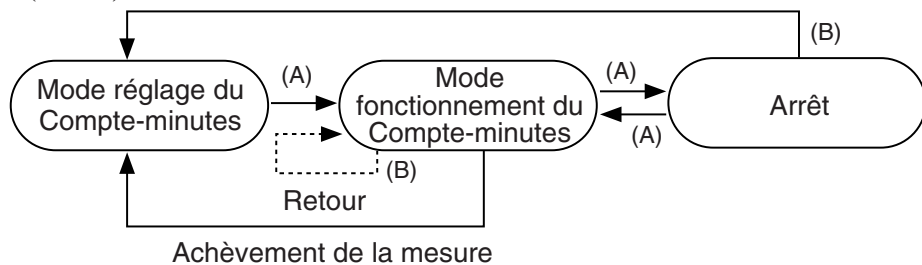 (B)
Mode réglage du
Compte-minutes
(A)
Mode
fonctionnement du
Compte-minutes
(A)
(A)
Arrêt
(B)
Retour
Achèvement de la mesure